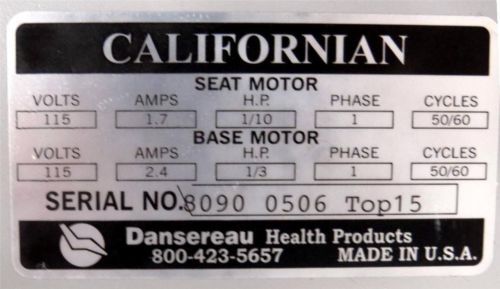 CALIFORNIAN
SEAT MOTOR
VOLTS AMPS H.P. PHASE CYCLES
115 1.7 1/10 1 50/60
BASE MOTOR
VOLTS AMPS H.P. PHASE CYCLES
115 2.4 1/3 1 50/60
SERIAL NO. 8090 0506 Top15
Dansereau Health Products
800-423-5657 MADE IN U.S.A.